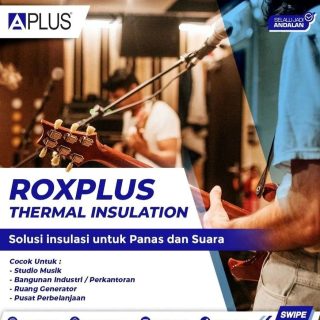 APLUS
SELALU JADI
ANDALAN
ROXPLUS
THERMAL INSULATION
Solusi insulasi untuk Panas dan Suara
Cocok Untuk :
- Studio Musik
- Bangunan Industri / Perkantoran
- Ruang Generator
- Pusat Perbelanjaan
SWIPE